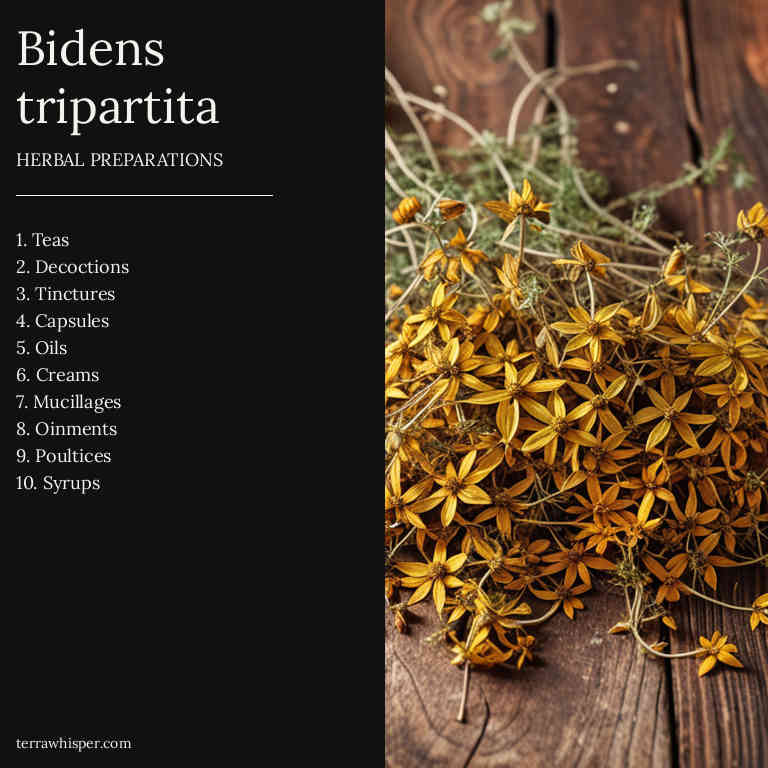 Bidens
tripartita
HERBAL PREPARATIONS
1. Teas
2. Decoctions
3. Tinctures
4. Capsules
5. Oils
6. Creams
7. Mucillages
8. Oinments
9. Poultices
10. Syrups
terrawhisper.com